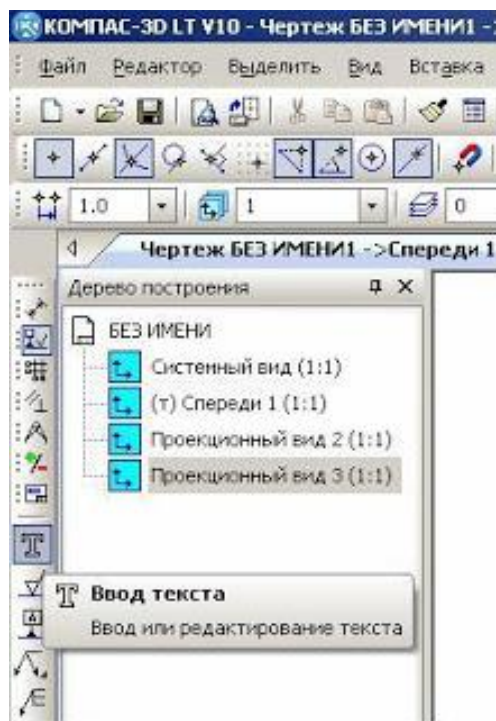 КОМПАС-3D LT V10 - Чертеж БЕЗ ИМЕНИ1 ->
Файл Редактор Выделить Вид Вставка
1.0 1 0
Чертеж БЕЗ ИМЕНИ1 ->Спереди 1
Дерево построения
БЕЗ ИМЕНИ
Системный вид (1:1)
(т) Спереди 1 (1:1)
Проекционный вид 2 (1:1)
Проекционный вид 3 (1:1)
Ввод текста
Ввод или редактирование текста